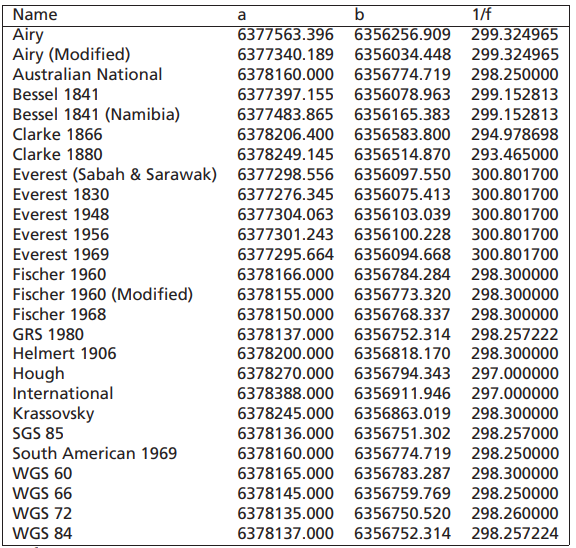 Name a b 1/f
Airy 6377563.396 6356256.909 299.324965
Airy (Modified) 6377340.189 6356034.448 299.324965
Australian National 6378160.000 6356774.719 298.250000
Bessel 1841 6377397.155 6356078.963 299.152813
Bessel 1841 (Namibia) 6377483.865 6356165.383 299.152813
Clarke 1866 6378206.400 6356583.800 294.978698
Clarke 1880 6378249.145 6356514.870 293.465000
Everest (Sabah & Sarawak) 6377298.556 6356097.550 300.801700
Everest 1830 6377276.345 6356075.413 300.801700
Everest 1948 6377304.063 6356103.039 300.801700
Everest 1956 6377301.243 6356100.228 300.801700
Everest 1969 6377295.664 6356094.668 300.801700
Fischer 1960 6378166.000 6356784.284 298.300000
Fischer 1960 (Modified) 6378155.000 6356773.320 298.300000
Fischer 1968 6378150.000 6356768.337 298.300000
GRS 1980 6378137.000 6356752.314 298.257222
Helmert 1906 6378200.000 6356818.170 298.300000
Hough 6378270.000 6356794.343 297.000000
International 6378388.000 6356911.946 297.000000
Krassovsky 6378245.000 6356863.019 298.300000
SGS 85 6378136.000 6356751.302 298.257000
South American 1969 6378160.000 6356774.719 298.250000
WGS 60 6378165.000 6356783.287 298.300000
WGS 66 6378145.000 6356759.769 298.250000
WGS 72 6378135.000 6356750.520 298.260000
WGS 84 6378137.000 6356752.314 298.257224